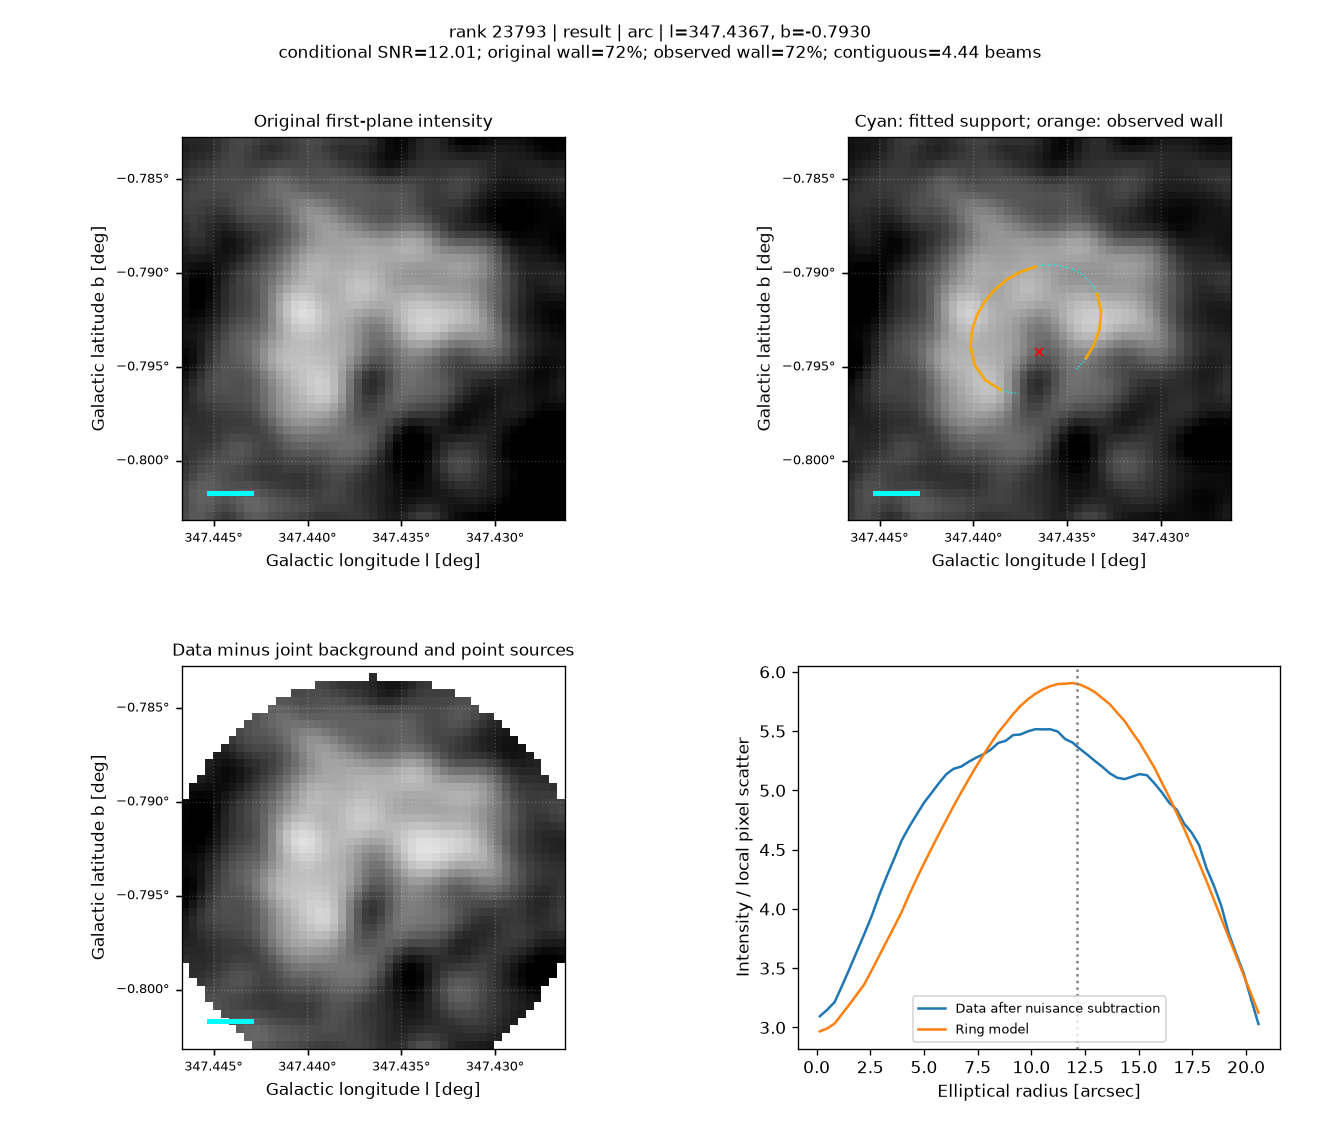 rank 23793 | result | arc | l=347.4367, b=-0.7930
conditional SNR=12.01; original wall=72%; observed wall=72%; contiguous=4.44 beams
Original first-plane intensity
−0.785°
−0.790°
−0.795°
−0.800°
347.445° 347.440° 347.435° 347.430°
Galactic longitude l [deg]
Galactic latitude b [deg]
Cyan: fitted support; orange: observed wall
−0.785°
−0.790°
−0.795°
−0.800°
347.445° 347.440° 347.435° 347.430°
Galactic longitude l [deg]
Galactic latitude b [deg]
Data minus joint background and point sources
−0.785°
−0.790°
−0.795°
−0.800°
347.445° 347.440° 347.435° 347.430°
Galactic longitude l [deg]
Galactic latitude b [deg]
6.0
5.5
5.0
4.5
4.0
3.5
3.0
0.0 2.5 5.0 7.5 10.0 12.5 15.0 17.5 20.0
Elliptical radius [arcsec]
Intensity / local pixel scatter
Data after nuisance subtraction
Ring model